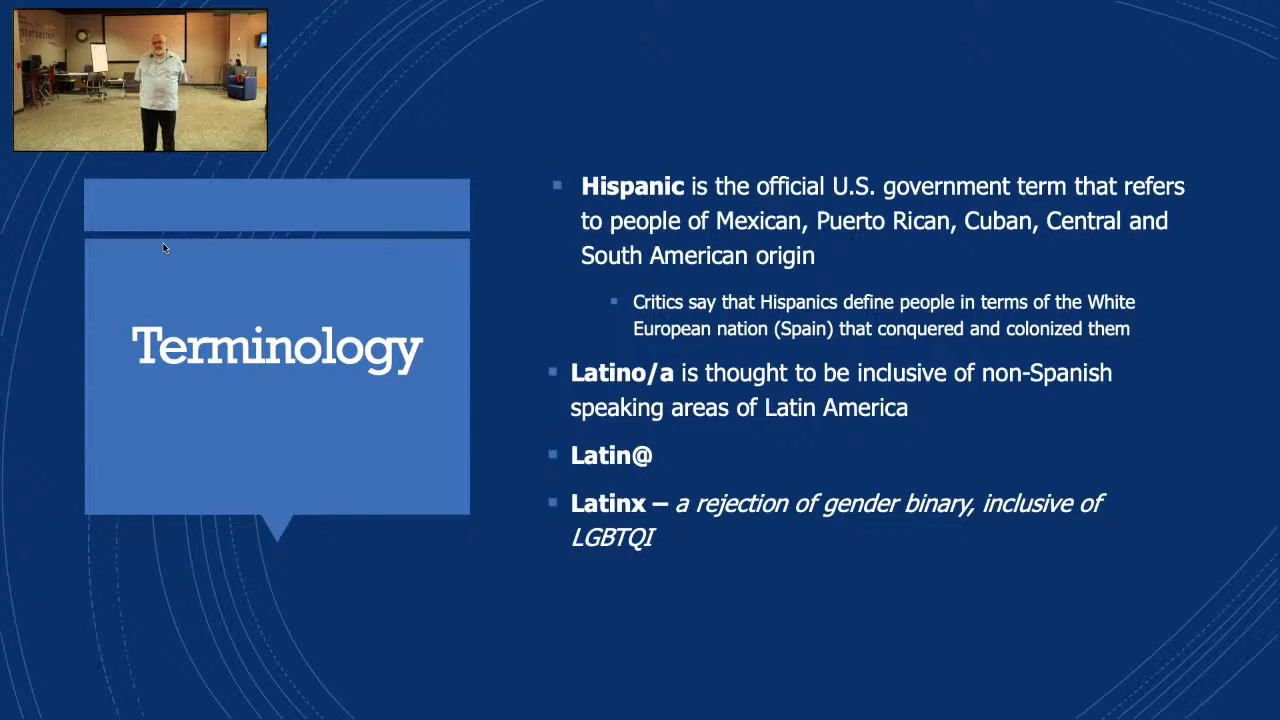 Terminology
Hispanic is the official U.S. government term that refers
to people of Mexican, Puerto Rican, Cuban, Central and
South American origin
Critics say that Hispanics define people in terms of the White
European nation (Spain) that conquered and colonized them
Latino/a is thought to be inclusive of non-Spanish
speaking areas of Latin America
Latin@
Latinx – a rejection of gender binary, inclusive of
LGBTQI